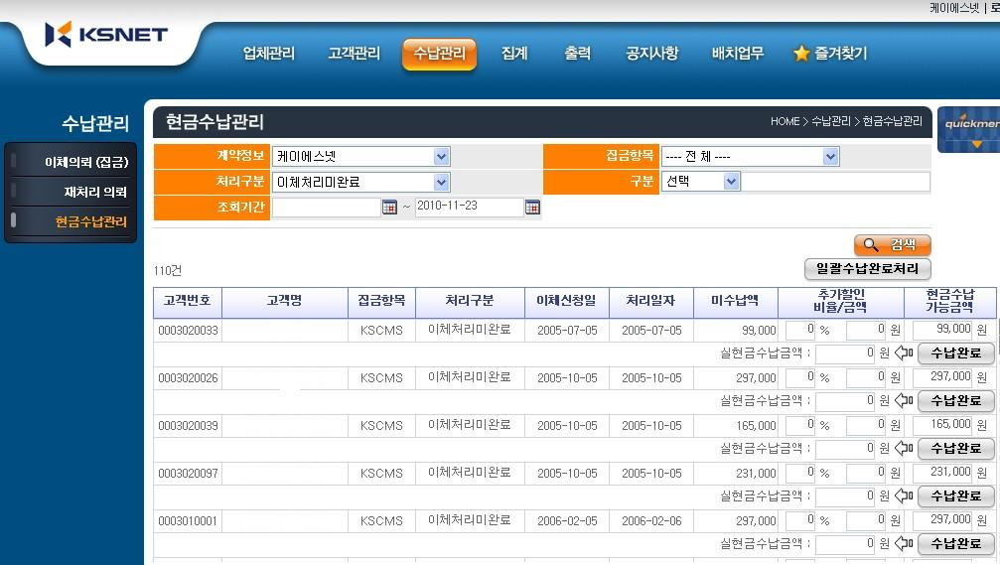 케이에스넷 | 로
KSNET
업체관리 고객관리 수납관리 집계 출력 공지사항 배치업무 즐겨찾기
수납관리
이체의뢰 (집금)
재처리 의뢰
현금수납관리
현금수납관리 HOME > 수납관리 > 현금수납관리
quickmen
계약정보 케이에스넷 집금항목 ---- 전 체 ----
처리구분 이체처리미완료 구분 선택
조회기간 ~ 2010-11-23
검색
110건 일괄수납완료처리
고객번호 고객명 집금항목 처리구분 이체신청일 처리일자 미수납액 추가할인 비율/금액 현금수납 가능금액
0003020033 KSCMS 이체처리미완료 2005-07-05 2005-07-05 99,000 0 % 0 원 99,000 원
실현금수납금액 : 0 원 수납완료
0003020026 KSCMS 이체처리미완료 2005-10-05 2005-10-05 297,000 0 % 0 원 297,000 원
실현금수납금액 : 0 원 수납완료
0003020039 KSCMS 이체처리미완료 2005-10-05 2005-10-05 165,000 0 % 0 원 165,000 원
실현금수납금액 : 0 원 수납완료
0003020097 KSCMS 이체처리미완료 2005-10-05 2005-10-05 231,000 0 % 0 원 231,000 원
실현금수납금액 : 0 원 수납완료
0003010001 KSCMS 이체처리미완료 2006-02-05 2006-02-06 297,000 0 % 0 원 297,000 원
실현금수납금액 : 0 원 수납완료